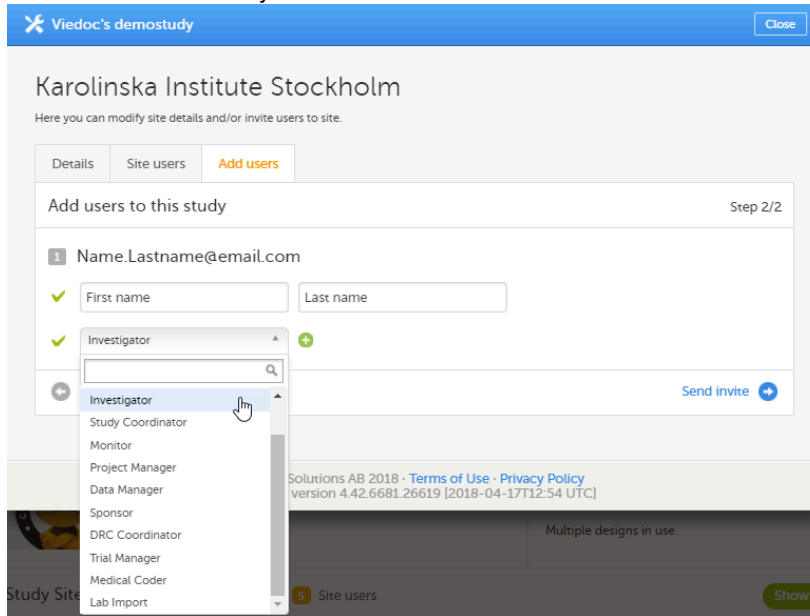 Viedoc's demostudy
Close
Karolinska Institute Stockholm
Here you can modify site details and/or invite users to site.
Details
Site users
Add users
Add users to this study
Step 2/2
1 Name.Lastname@email.com
First name
Last name
Investigator
Investigator
Study Coordinator
Monitor
Project Manager
Data Manager
Sponsor
DRC Coordinator
Trial Manager
Medical Coder
Lab Import
Send invite
Solutions AB 2018 · Terms of Use · Privacy Policy
version 4.42.6681.26619 [2018-04-17T12:54 UTC]
Multiple designs in use.
Study Site
5 Site users
Show